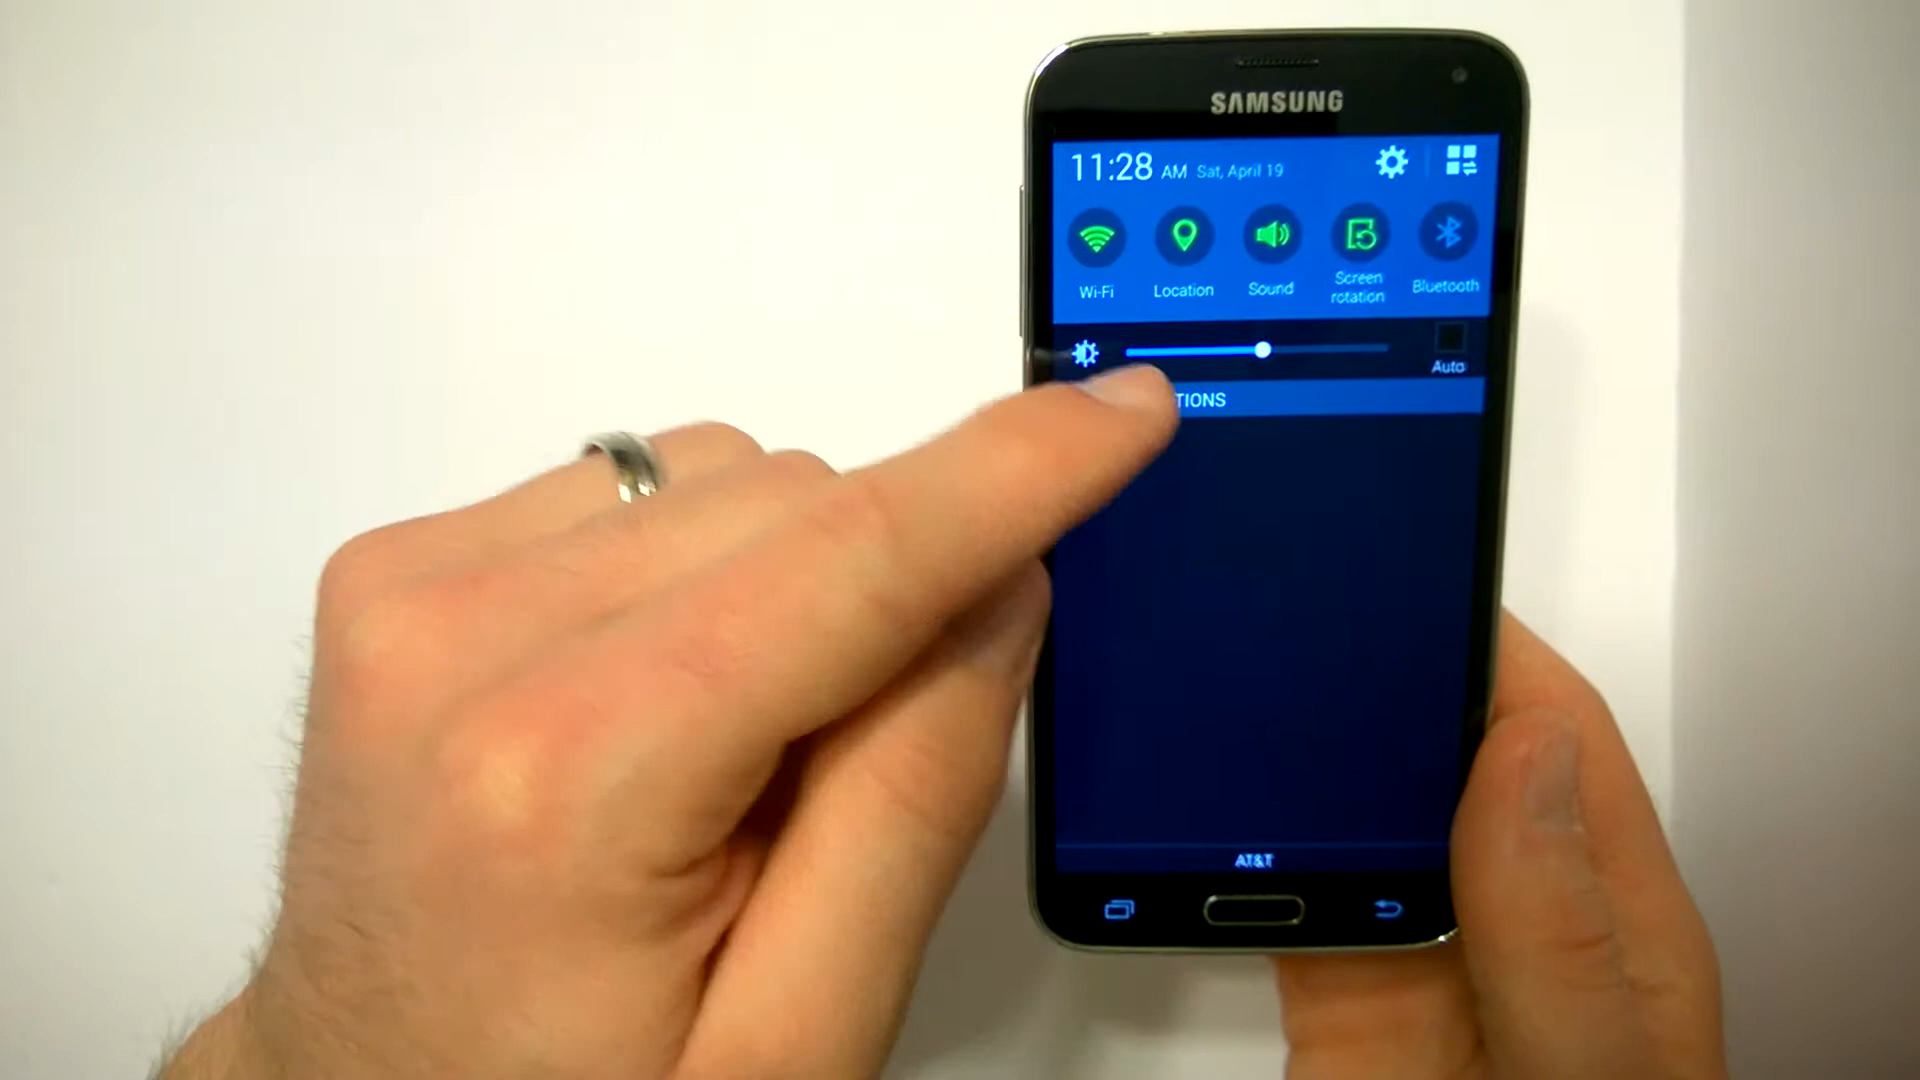 SAMSUNG
11:28 AM Sat, April 19
Wi-Fi
Location
Sound
Screen
rotation
Bluetooth
Auto
TIONS
AT&T